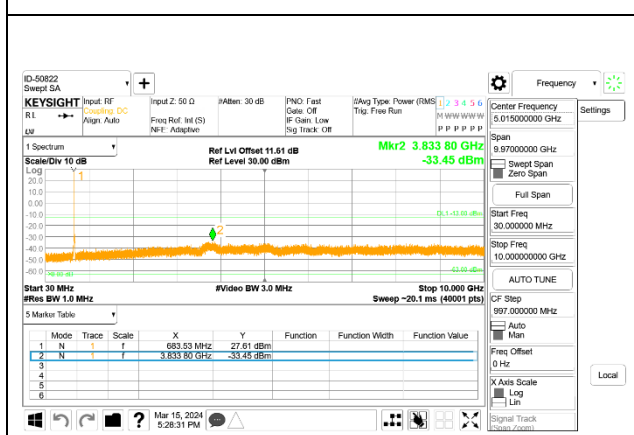 ID-50822
Swept SA
+
Frequency
KEYSIGHT
R L
Input: RF
Coupling: DC
Align: Auto
Input Z: 50 Ω
Freq Ref: Int (S)
NFE: Adaptive
#Atten: 30 dB
PNO: Fast
Gate: Off
IF Gain: Low
Sig Track: Off
#Avg Type: Power (RMS
Trig: Free Run
1 2 3 4 5 6
M W W W W W
P P P P P P
Center Frequency
5.015000000 GHz
Settings
1 Spectrum
Ref Lvl Offset 11.61 dB
Mkr2 3.833 80 GHz
Scale/Div 10 dB
Ref Level 30.00 dBm
-33.45 dBm
Span
9.97000000 GHz
Swept Span
Zero Span
Full Span
Log
1
20.0
10.0
0.00
-10.0
-20.0
-30.0
2
-40.0
-50.0
-60.0
Start Freq
30.000000 MHz
Stop Freq
10.000000000 GHz
AUTO TUNE
Start 30 MHz
#Video BW 3.0 MHz
Stop 10.000 GHz
#Res BW 1.0 MHz
Sweep ~20.1 ms (40001 pts)
CF Step
997.000000 MHz
Auto
Man
5 Marker Table
Mode Trace Scale X Y Function Function Width Function Value
1 N 1 f 683.53 MHz 27.61 dBm
2 N 1 f 3.833 80 GHz -33.45 dBm
3
4
5
6
Freq Offset
0 Hz
X Axis Scale
Log
Lin
Local
Signal Track
(Span Zoom)
? Mar 15, 2024
5:28:31 PM